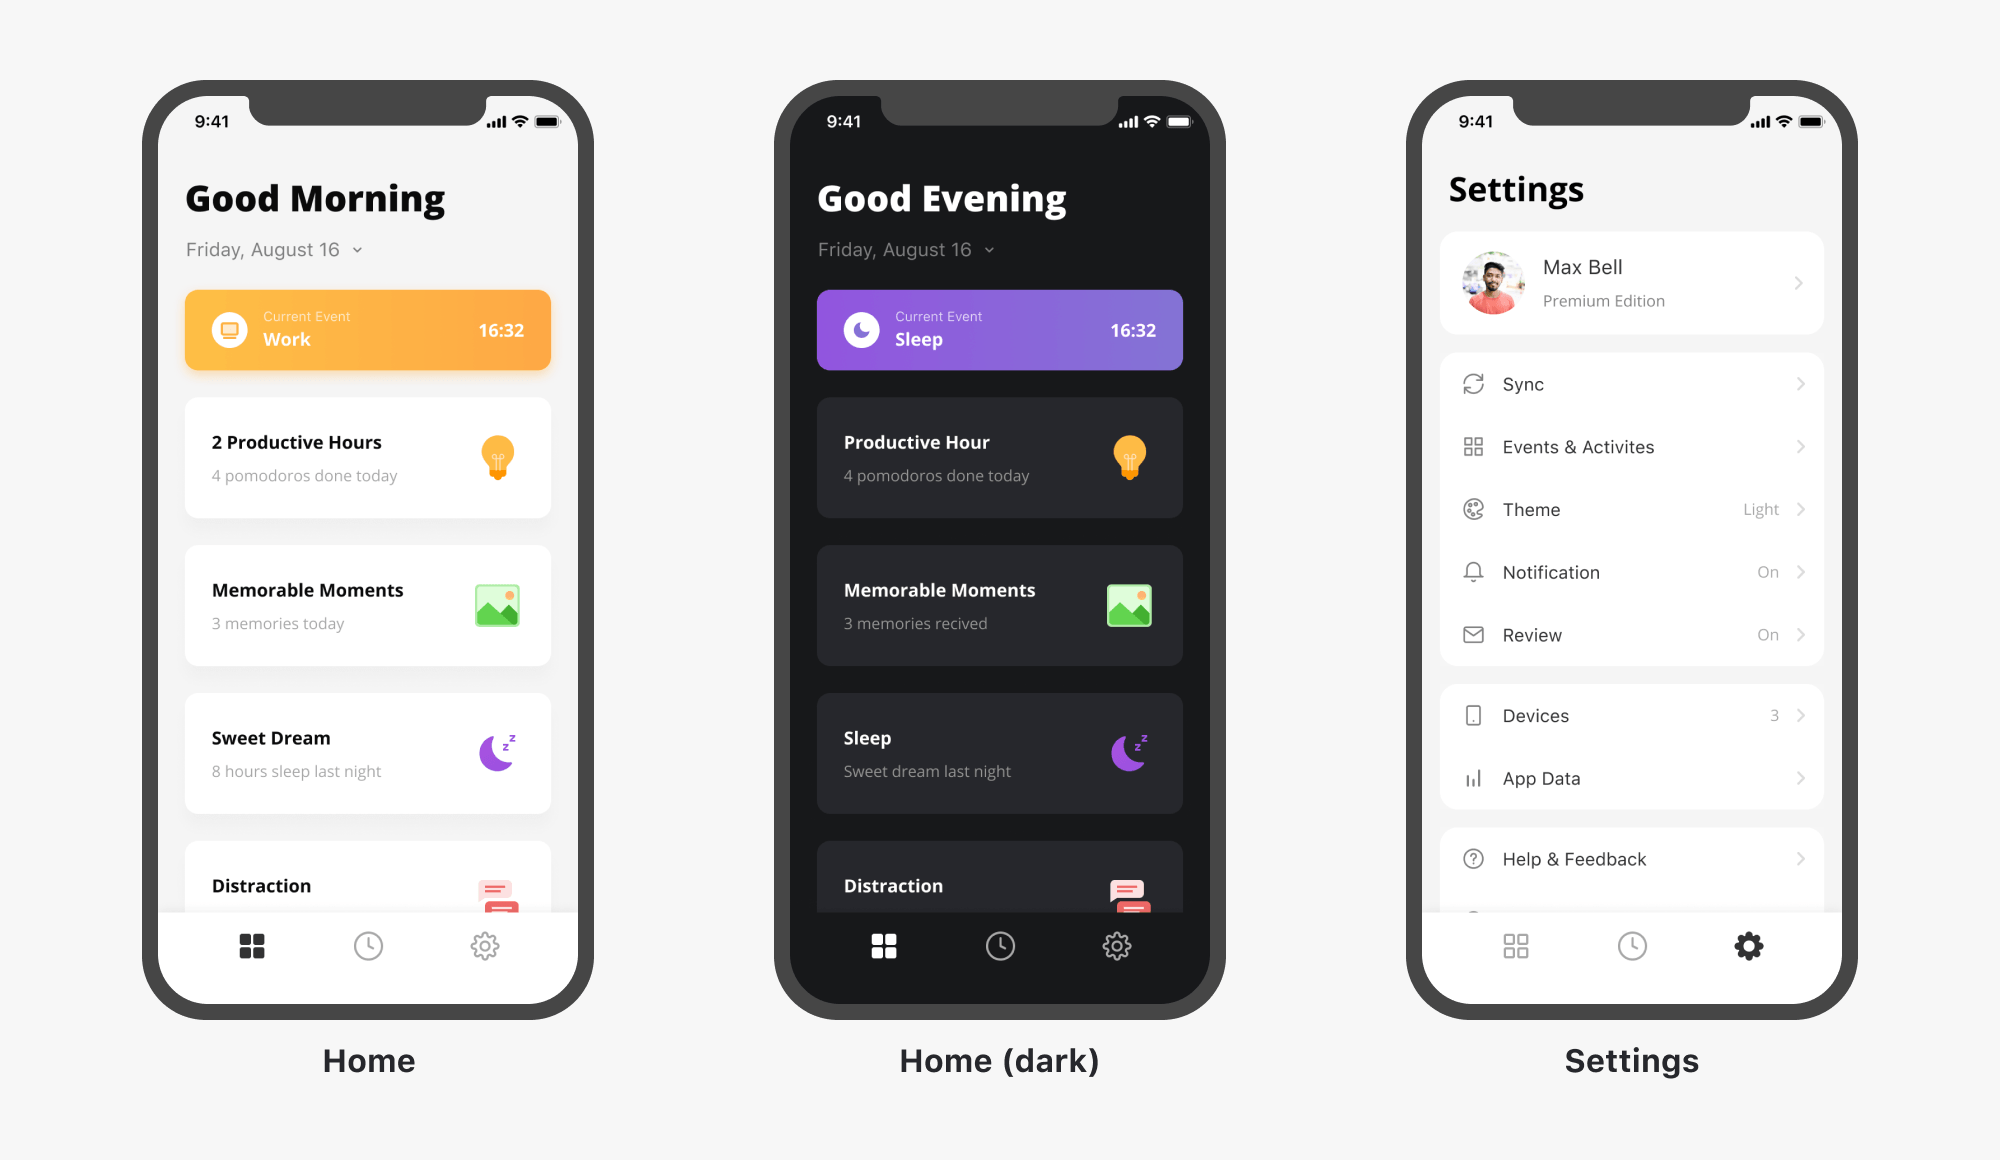 9:41
Good Morning
Friday, August 16
Current Event
Work
16:32
2 Productive Hours
4 pomodoros done today
Memorable Moments
3 memories today
Sweet Dream
8 hours sleep last night
Distraction
Home
9:41
Good Evening
Friday, August 16
Current Event
Sleep
16:32
Productive Hour
4 pomodoros done today
Memorable Moments
3 memories recived
Sleep
Sweet dream last night
Distraction
Home (dark)
9:41
Settings
Max Bell
Premium Edition
Sync
Events & Activites
Theme Light
Notification On
Review On
Devices 3
App Data
Help & Feedback
Settings